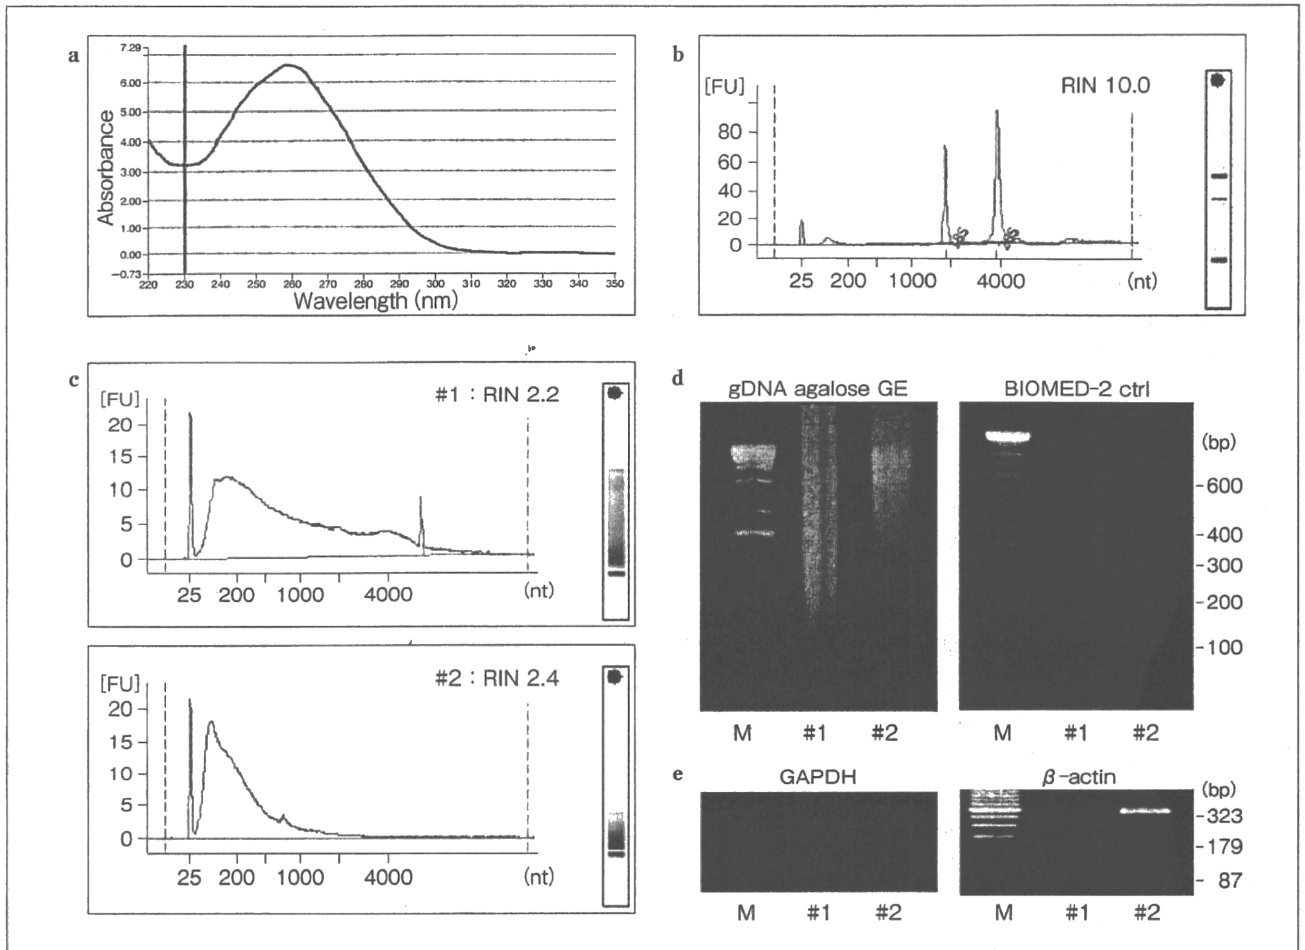 a
7.29
6.00
5.00
4.00
3.00
2.00
1.00
0.00
-0.73
Absorbance
220 230 240 250 260 270 280 290 300 310 320 330 340 350
Wavelength (nm)
b
[FU]
RIN 10.0
80
60
40
20
0
25 200 1000 4000 (nt)
c
[FU]
#1 : RIN 2.2
20
15
10
5
0
25 200 1000 4000 (nt)
[FU]
#2 : RIN 2.4
20
15
10
5
0
25 200 1000 4000 (nt)
d
gDNA agalose GE
BIOMED-2 ctrl
(bp)
-600
-400
-300
-200
-100
M #1 #2
M #1 #2
e
GAPDH
β-actin
(bp)
-323
-179
- 87
M #1 #2
M #1 #2